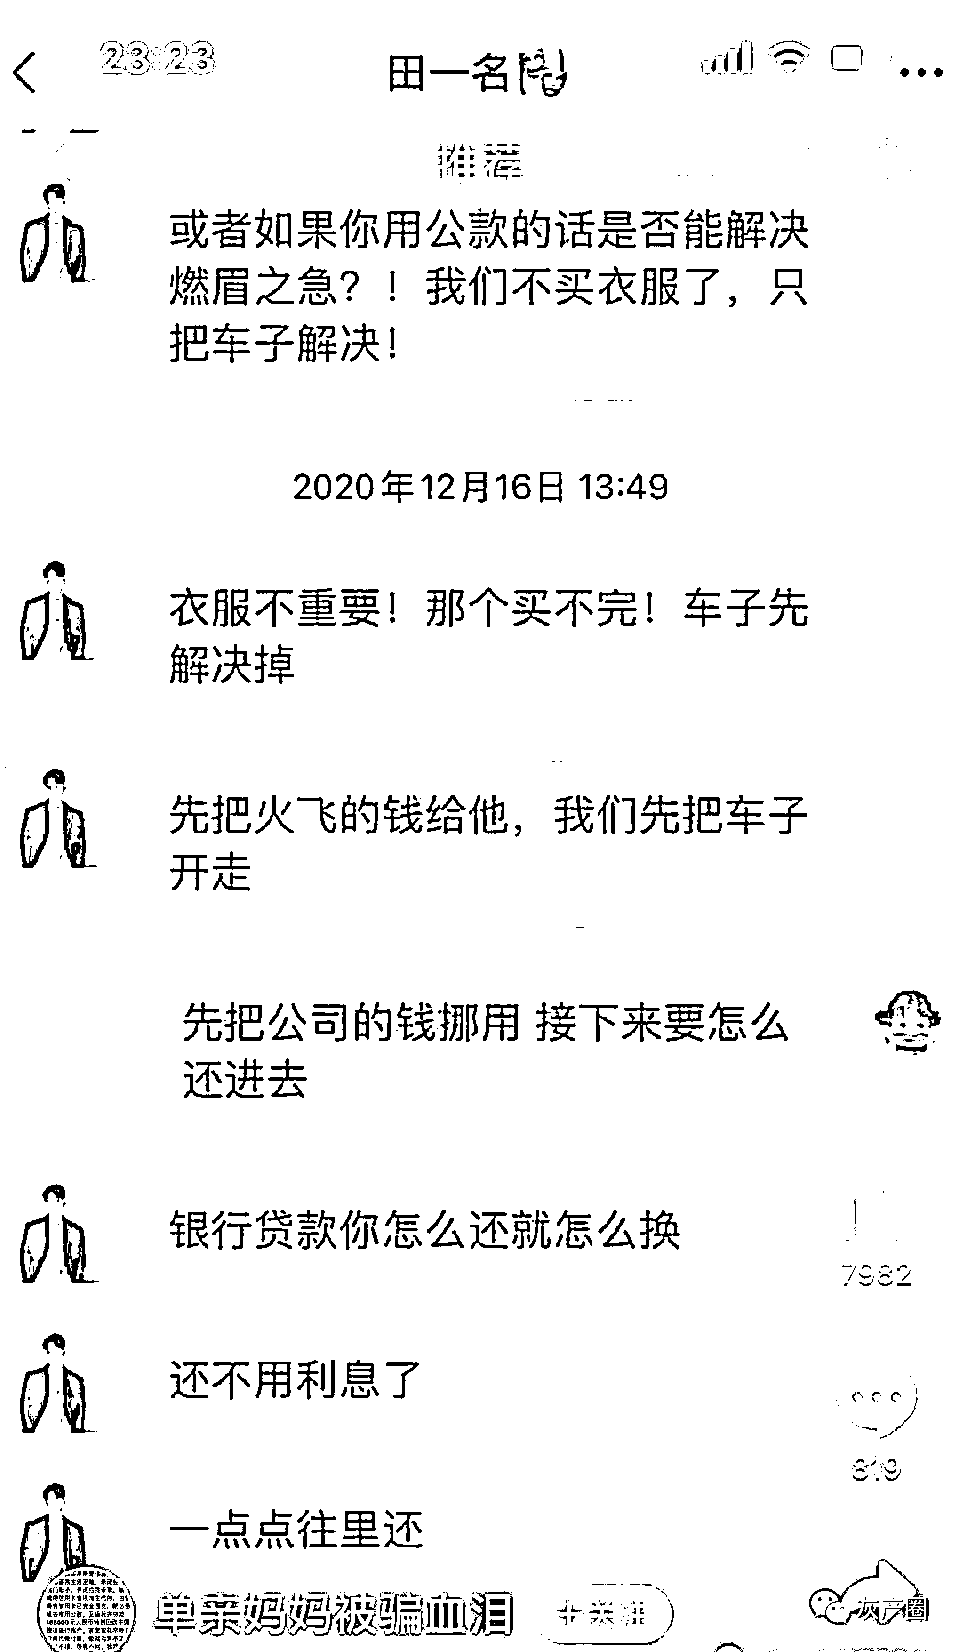 23:23
田一名
推荐
或者如果你用公款的话是否能解决
燃眉之急？！我们不买衣服了，只
把车子解决！
2020年12月16日 13:49
衣服不重要！那个买不完！车子先
解决掉
先把火飞的钱给他，我们先把车子
开走
先把公司的钱挪用 接下来要怎么
还进去
银行贷款你怎么还就怎么换
7982
还不用利息了
819
一点点往里还
单亲妈妈被骗血泪
+关注
灰产圈